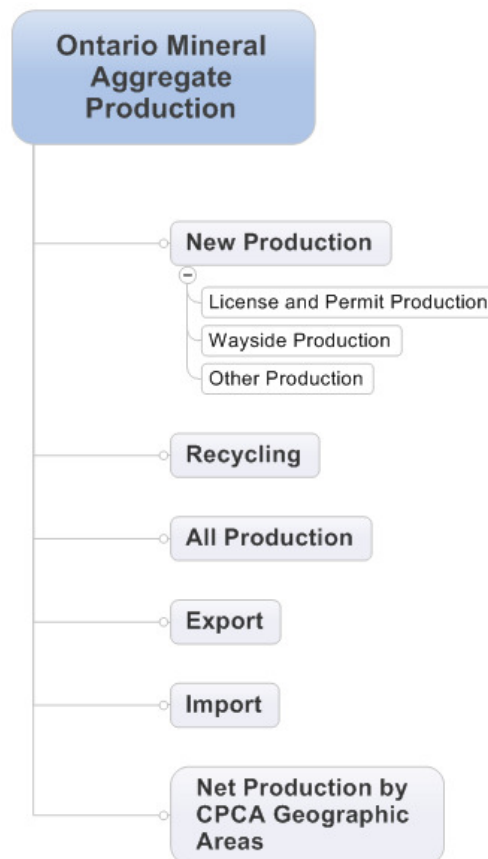 Ontario Mineral
Aggregate
Production
New Production
License and Permit Production
Wayside Production
Other Production
Recycling
All Production
Export
Import
Net Production by
CPCA Geographic
Areas